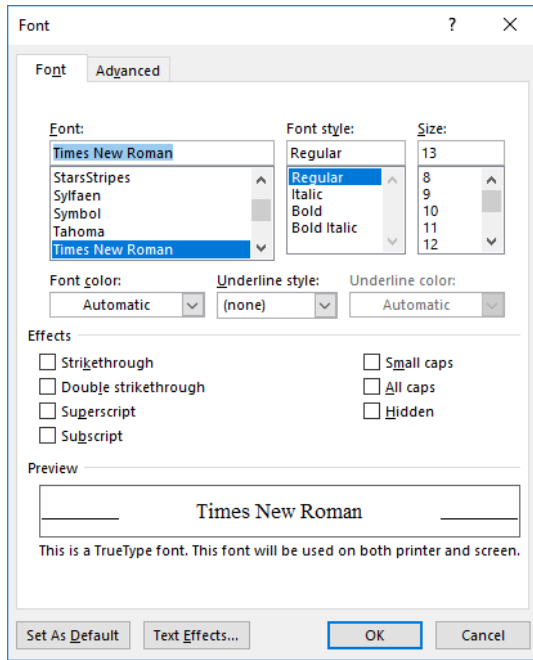 Font ?
Font Advanced
Font: Font style: Size:
Times New Roman Regular 13
StarsStripes Regular 8
Sylfaen Italic 9
Symbol Bold 10
Tahoma Bold Italic 11
Times New Roman 12
Font color: Underline style: Underline color:
Automatic (none) Automatic
Effects
Strikethrough Small caps
Double strikethrough All caps
Superscript Hidden
Subscript
Preview
Times New Roman
This is a TrueType font. This font will be used on both printer and screen.
Set As Default Text Effects... OK Cancel